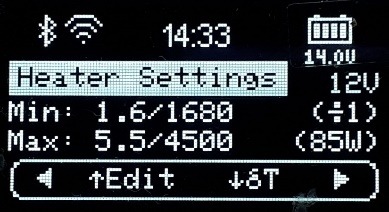 14:33
14.0V
Heater Settings 12V
Min: 1.6/1680 (÷1)
Max: 5.5/4500 (85W)
◄ ↑Edit ↓δT ►